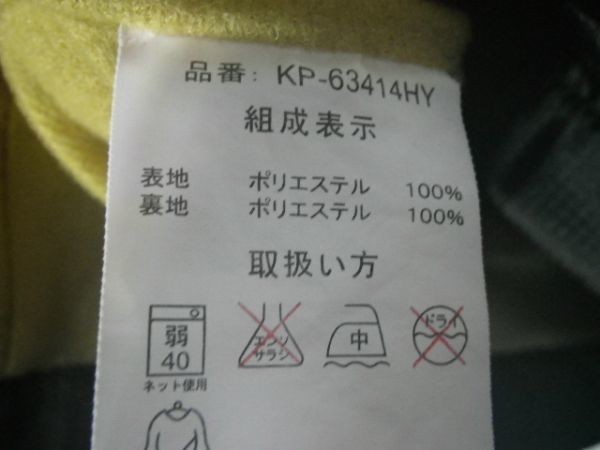 品番: KP-63414HY
組成表示
表地 ポリエステル 100%
裏地 ポリエステル 100%
取扱い方
弱
40
ネット使用
エンソ
サラシ
中
ドライ